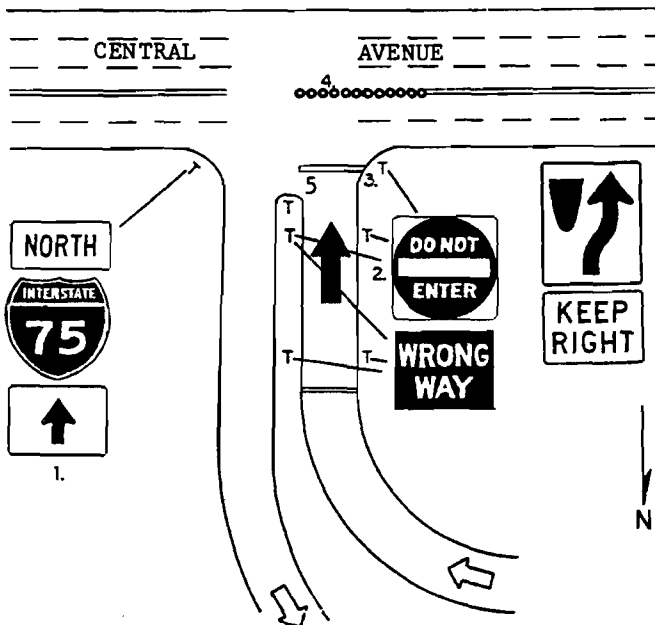 CENTRAL AVENUE
4.
5
3.
T
T
T
T
T
T
T
2.
NORTH
INTERSTATE
75
1.
DO NOT
ENTER
WRONG
WAY
KEEP
RIGHT
N